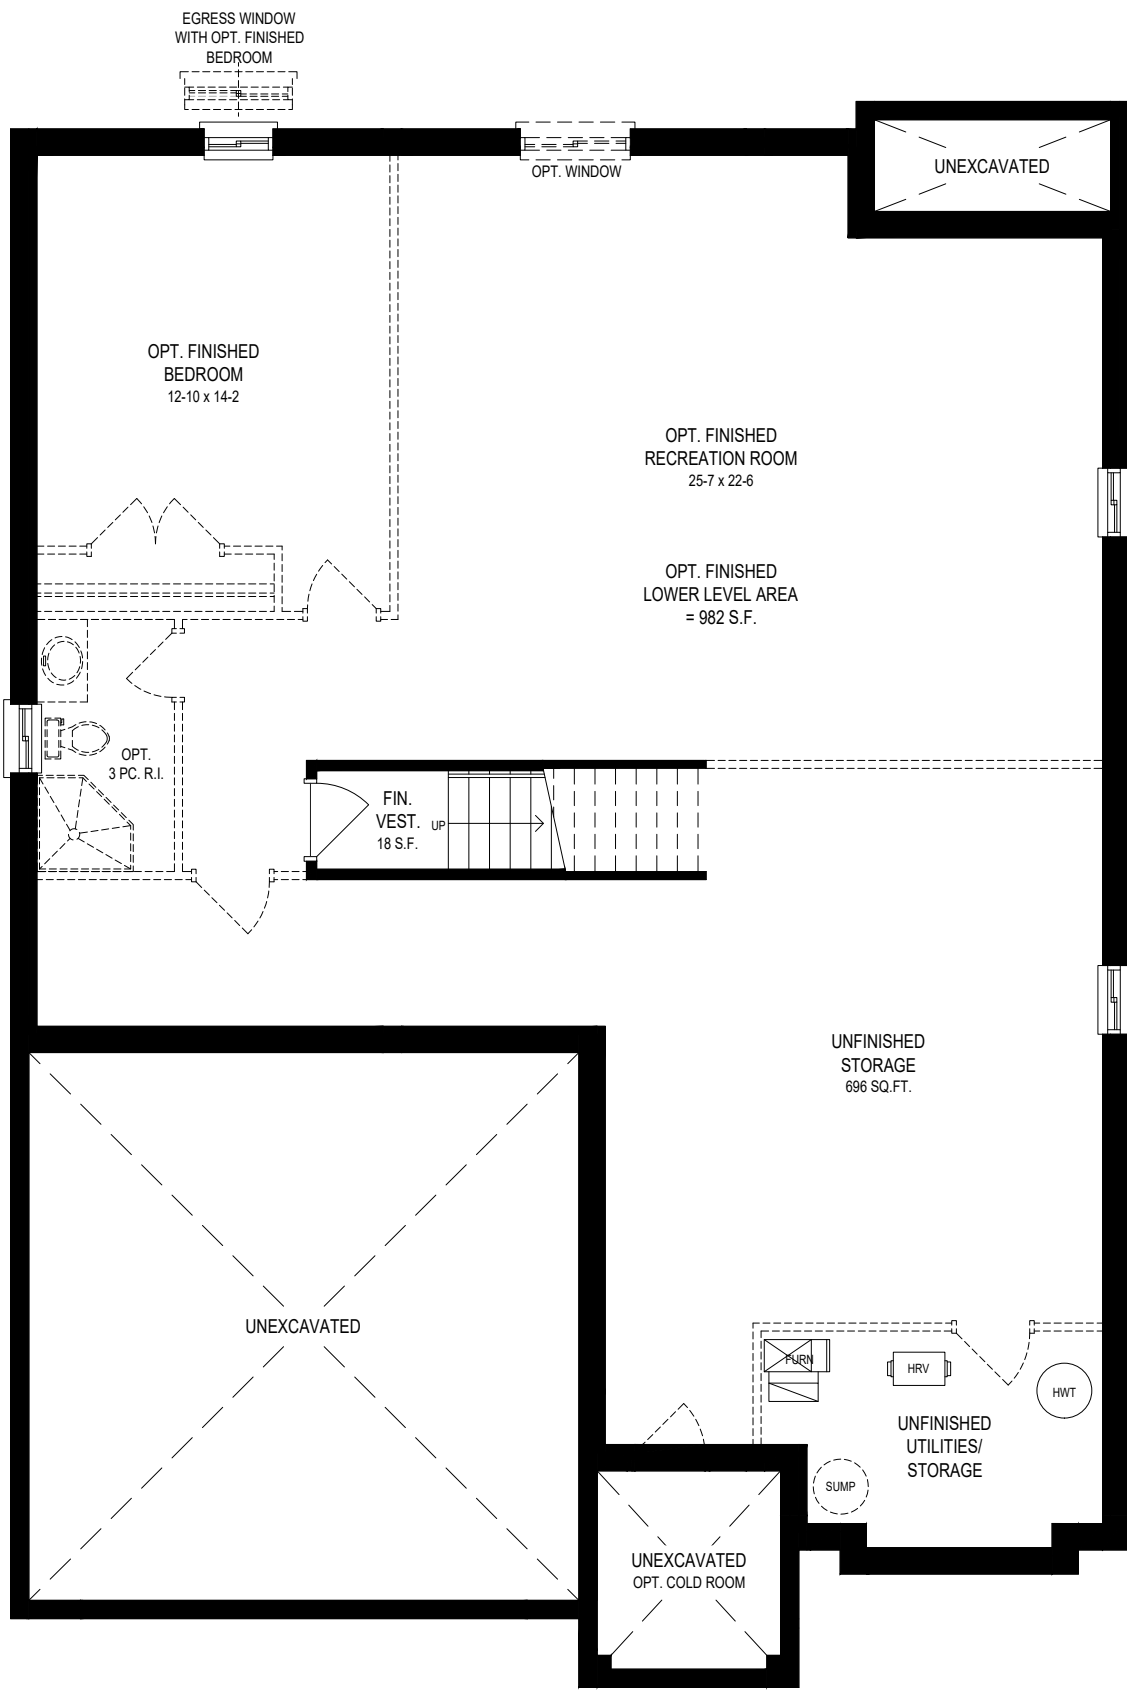 EGRESS WINDOW
WITH OPT. FINISHED
BEDROOM
OPT. WINDOW
UNEXCAVATED
OPT. FINISHED
BEDROOM
12-10 x 14-2
OPT. FINISHED
RECREATION ROOM
25-7 x 22-6
OPT. FINISHED
LOWER LEVEL AREA
= 982 S.F.
OPT.
3 PC. R.I.
FIN.
VEST.
18 S.F.
UP
UNFINISHED
STORAGE
696 SQ.FT.
UNEXCAVATED
FURN
HRV
HWT
UNFINISHED
UTILITIES/
STORAGE
SUMP
UNEXCAVATED
OPT. COLD ROOM